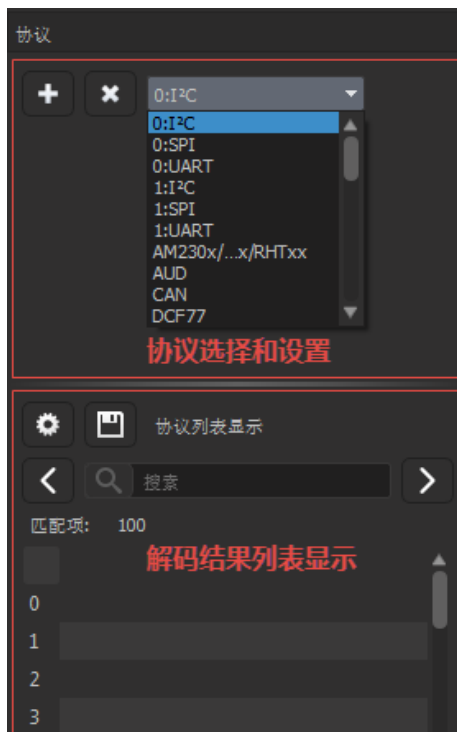 协议
0:I²C
0:I²C
0:SPI
0:UART
1:I²C
1:SPI
1:UART
AM230x/...x/RHTxx
AUD
CAN
DCF77
协议选择和设置
协议列表显示
搜索
匹配项: 100
解码结果列表显示
0
1
2
3